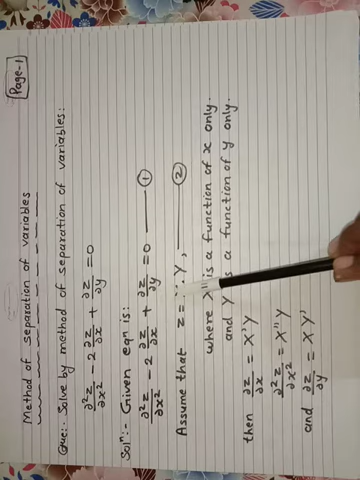 Page-1
Method of separation of variables
Que:- Solve by method of separation of variables:
∂²z/∂x² - 2 ∂z/∂x + ∂z/∂y = 0
Solⁿ:- Given eqⁿ is:
∂²z/∂x² - 2 ∂z/∂x + ∂z/∂y = 0 — ①
Assume that z = Y, — ②
where X is a function of x only.
and Y a function of y only.
then ∂z/∂x = X'Y
∂²z/∂x² = X''Y
and ∂z/∂y = XY'